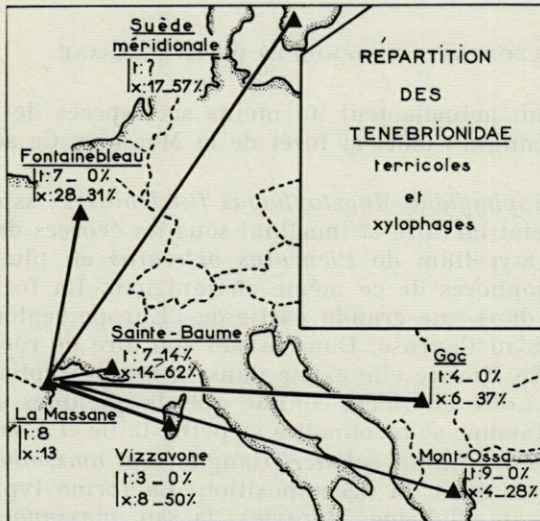 RÉPARTITION
DES
TENEBRIONIDAE
terricoles
et
xylophages
Suède
méridionale
t:?
x:17_57%
Fontainebleau
t:7_0%
x:28_31%
Sainte Baume
t:7_14%
x:14_62%
Goč
t:4_0%
x:6_37%
La Massane
t:8
x:13
Vizzavone
t:3_0%
x:8_50%
Mont-Ossa
t:9_0%
x:4_28%